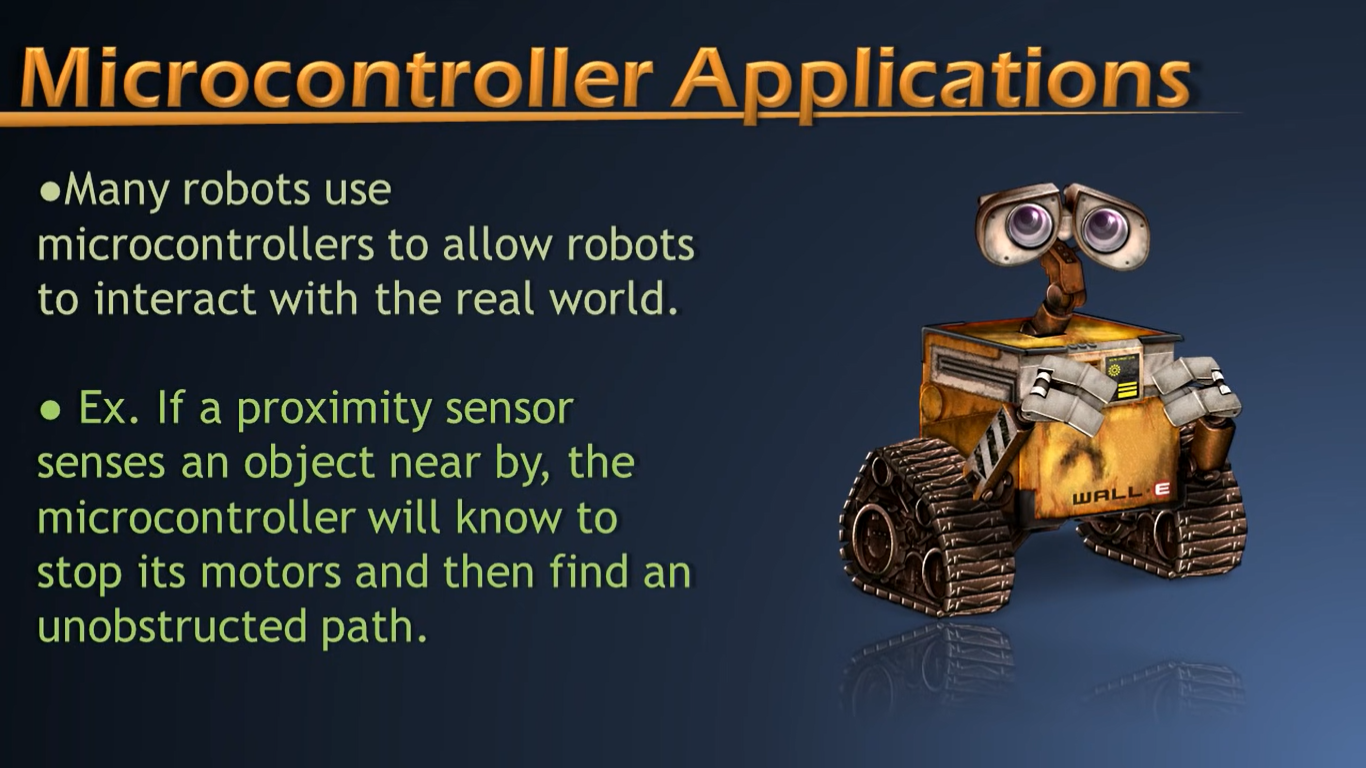 Microcontroller Applications
●Many robots use
microcontrollers to allow robots
to interact with the real world.
● Ex. If a proximity sensor
senses an object near by, the
microcontroller will know to
stop its motors and then find an
unobstructed path.
WALL·E